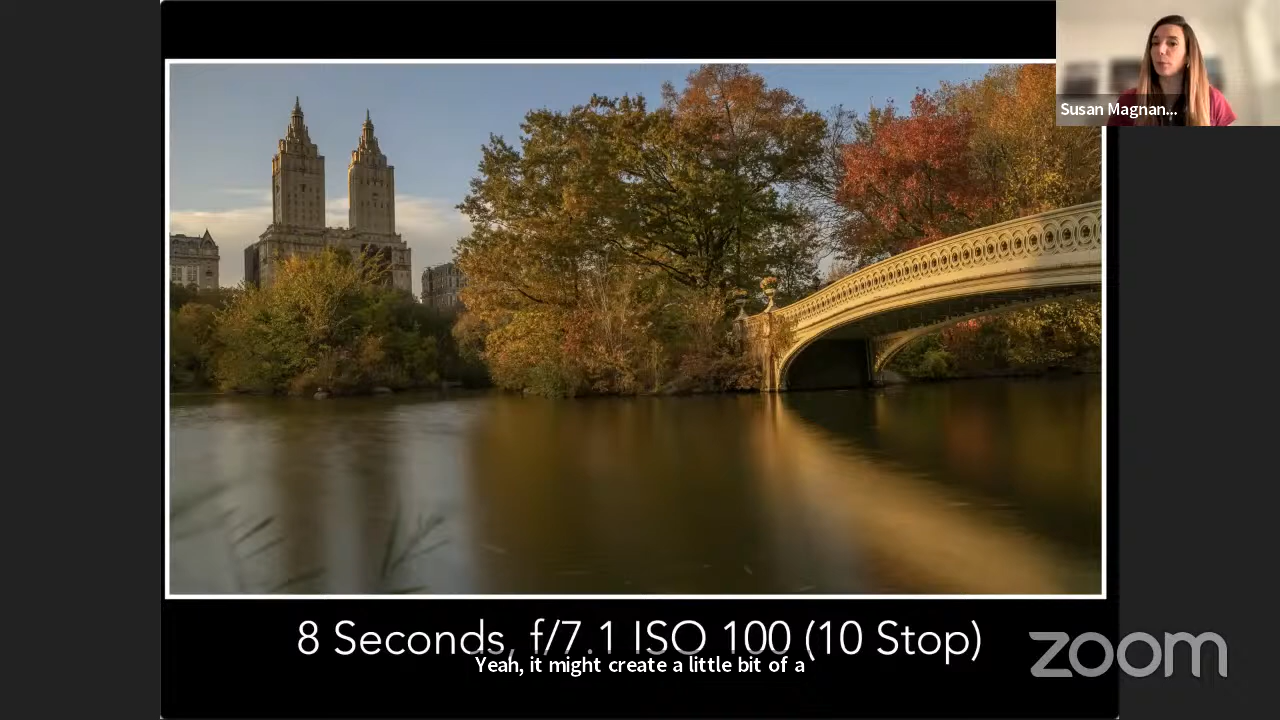 Susan Magnan...
8 Seconds, f/7.1 ISO 100 (10 Stop)
Yeah, it might create a little bit of a
zoom